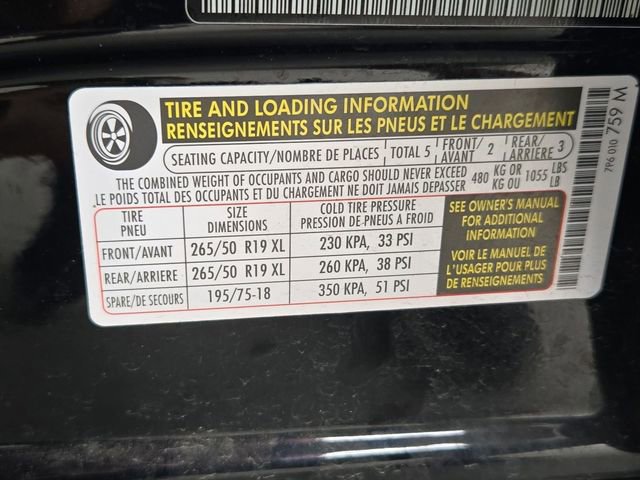 TIRE AND LOADING INFORMATION
RENSEIGNEMENTS SUR LES PNEUS ET LE CHARGEMENT
SEATING CAPACITY/NOMBRE DE PLACES TOTAL 5 FRONT/AVANT 2 REAR/ARRIERE 3
THE COMBINED WEIGHT OF OCCUPANTS AND CARGO SHOULD NEVER EXCEED 480 KG OR 1055 LBS
LE POIDS TOTAL DES OCCUPANTS ET DU CHARGEMENT NE DOIT JAMAIS DEPASSER KG OU LB
TIRE PNEU
SIZE DIMENSIONS
COLD TIRE PRESSURE
PRESSION DE PNEUS A FROID
FRONT/AVANT 265/50 R19 XL 230 KPA, 33 PSI
REAR/ARRIERE 265/50 R19 XL 260 KPA, 38 PSI
SPARE/DE SECOURS 195/75-18 350 KPA, 51 PSI
SEE OWNER'S MANUAL
FOR ADDITIONAL
INFORMATION
VOIR LE MANUEL DE
L'USAGER POUR PLUS
DE RENSEIGNEMENTS
7P6 010 759 M